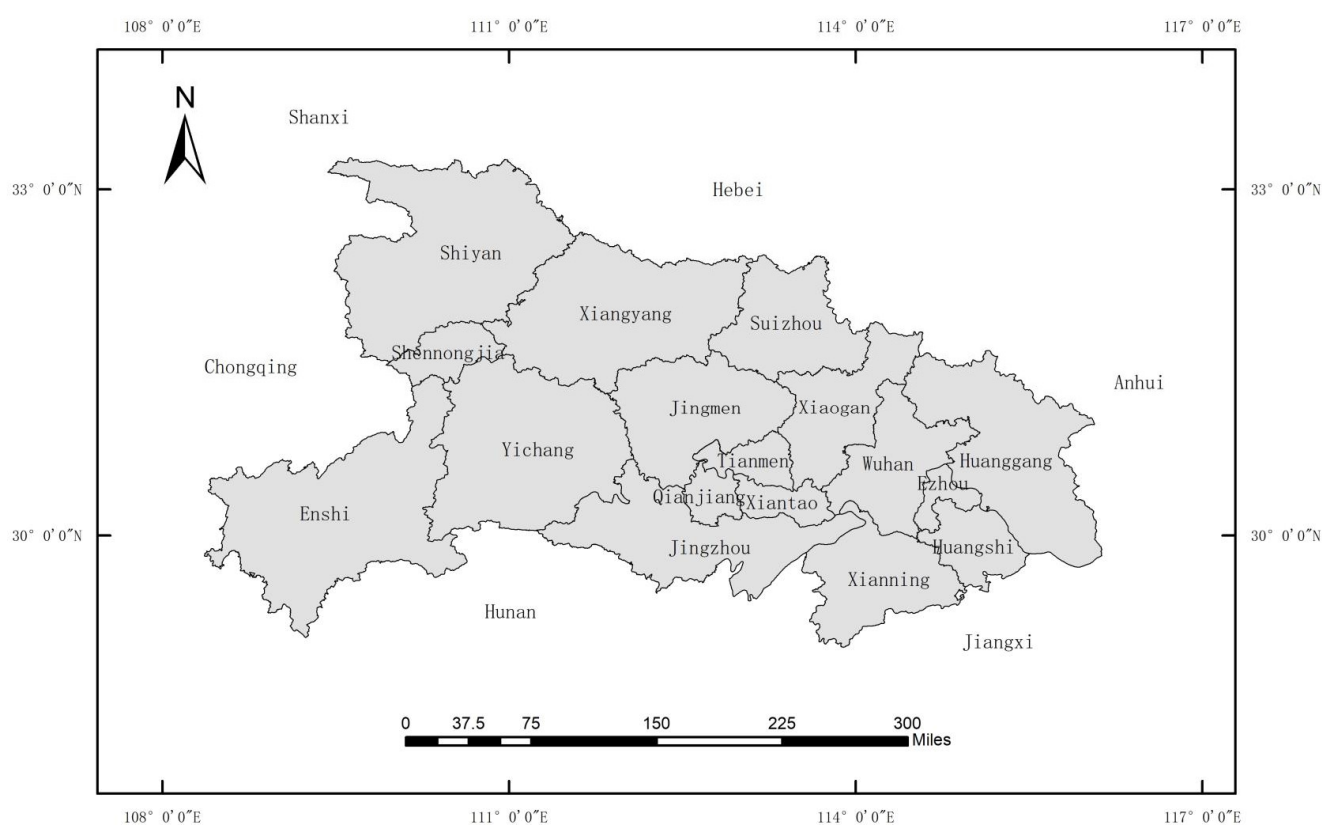 108° 0′0″E 111° 0′0″E 114° 0′0″E 117° 0′0″E
N
Shanxi
33° 0′0″N Hebei 33° 0′0″N
Shiyan
Xiangyang
Suizhou
Shennongjia
Chongqing
Anhui
Jingmen
Xiaogan
Yichang
Tianmen
Wuhan
Huanggang
Ezhou
Qianjiang
Xiantao
Enshi
30° 0′0″N 30° 0′0″N
Jingzhou
Huangshi
Xianning
Hunan
Jiangxi
0 37.5 75 150 225 300
Miles
108° 0′0″E 111° 0′0″E 114° 0′0″E 117° 0′0″E